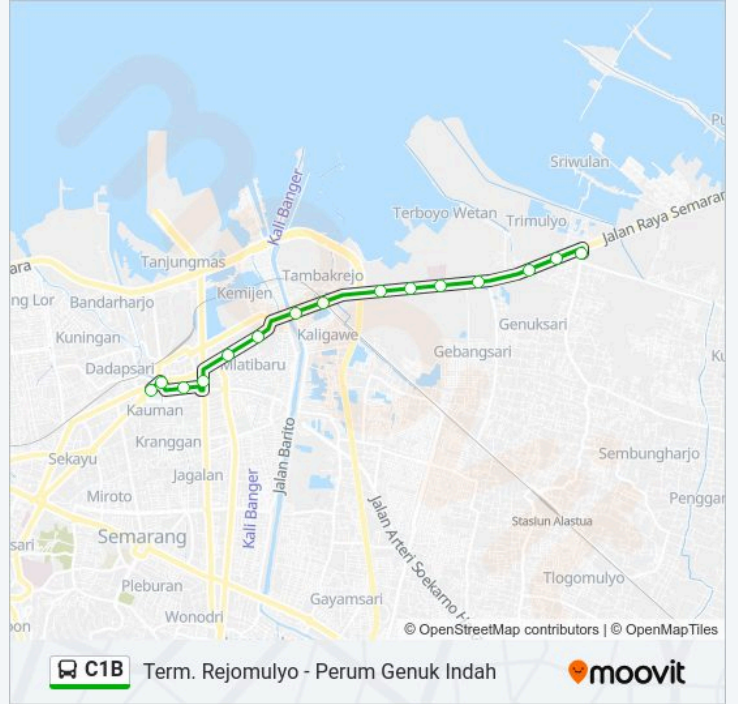 Sriwulan
Terboyo Wetan
Trimulyo
Jalan Raya Semaran
Kali Banger
Tanjungmas
Tambakrejo
ara
Kemijen
ng Lor
Bandarharjo
Kuningan
Kaligawe
Genuksari
Gebangsari
Dadapsari
Mlatibaru
Ku
Kauman
Kranggan
Jalan Barito
Sekayu
Sembungharjo
Jagalan
Kali Banger
Miroto
Penggar
Jalan Arteri Soekarno H
Stasiun Alastua
Semarang
sari
Tlogomulyo
Pleburan
Gayamsari
Wonodri
on
© OpenStreetMap contributors | © OpenMapTiles
C1B Term. Rejomulyo - Perum Genuk Indah
moovit